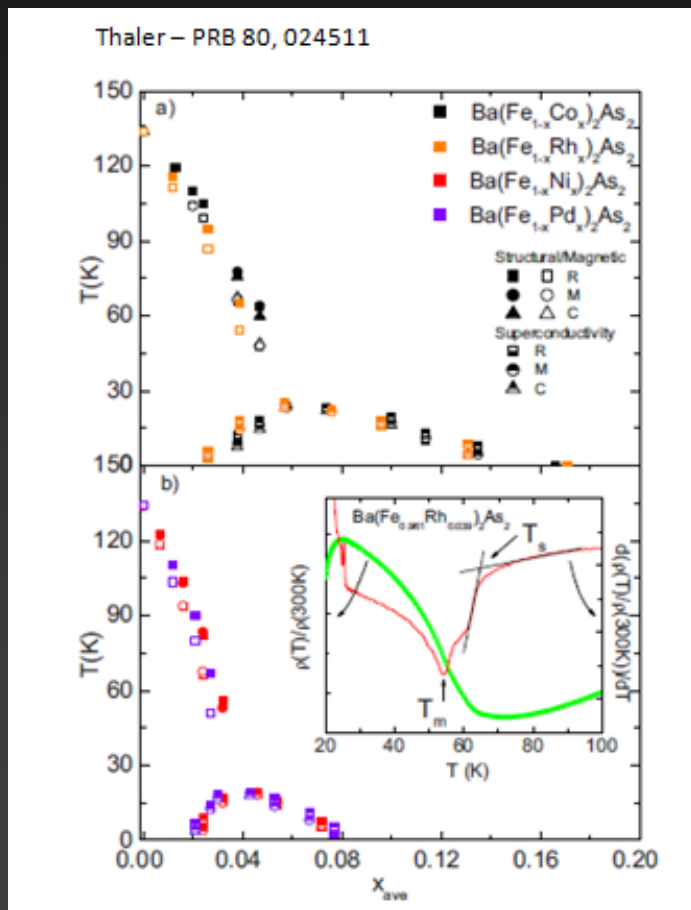 Thaler – PRB 80, 024511
a)
Ba(Fe1-xCox)2As2
Ba(Fe1-xRhx)2As2
Ba(Fe1-xNix)2As2
Ba(Fe1-xPdx)2As2
Structural/Magnetic
R
M
C
Superconductivity
R
M
C
T(K)
150
120
90
60
30
150
b)
T(K)
120
90
60
30
0
Ba(Fe0.961Rh0.039)2As2
Ts
Tm
ρ(T)/ρ(300K)
d(ρ(T)/ρ(300K))/dT
20 40 60 80 100
T (K)
0.00 0.04 0.08 0.12 0.16 0.20
xave